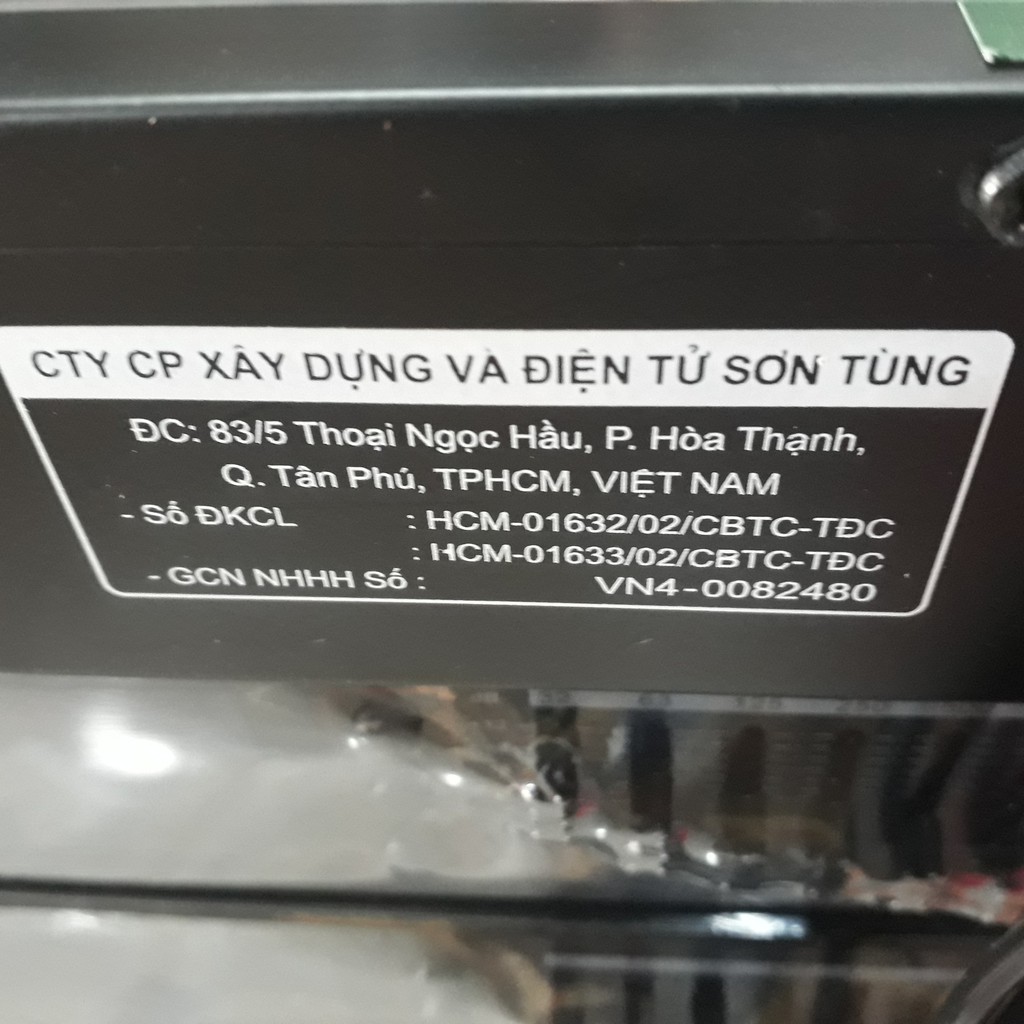 CTY CP XÂY DỰNG VÀ ĐIỆN TỬ SƠN TÙNG
ĐC: 83/5 Thoại Ngọc Hầu, P. Hòa Thạnh,
Q. Tân Phú, TPHCM, VIỆT NAM
- Số ĐKCL : HCM-01632/02/CBTC-TĐC
: HCM-01633/02/CBTC-TĐC
- GCN NHHH Số : VN4-0082480